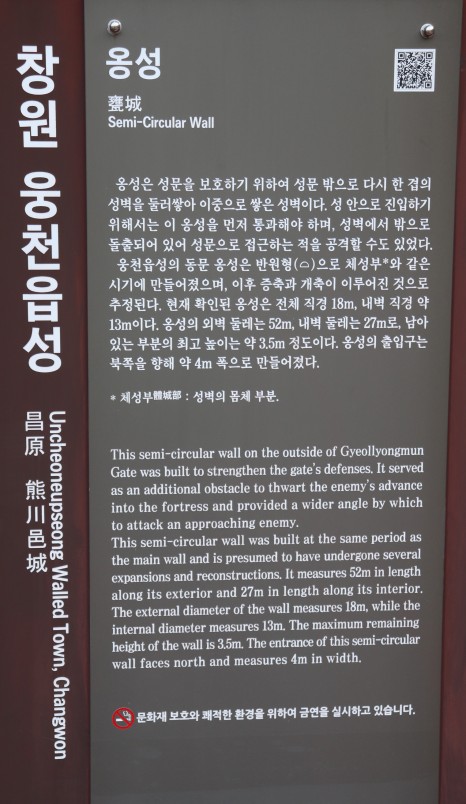 창원 웅천읍성
昌原 熊川邑城
Uncheoneupseong Walled Town, Changwon
옹성
甕城
Semi-Circular Wall
옹성은 성문을 보호하기 위하여 성문 밖으로 다시 한 겹의
성벽을 둘러쌓아 이중으로 쌓은 성벽이다. 성 안으로 진입하기
위해서는 이 옹성을 먼저 통과해야 하며, 성벽에서 밖으로
돌출되어 있어 성문으로 접근하는 적을 공격할 수도 있었다.
웅천읍성의 동문 옹성은 반원형(⌓)으로 체성부*와 같은
시기에 만들어졌으며, 이후 증축과 개축이 이루어진 것으로
추정된다. 현재 확인된 옹성은 전체 직경 18m, 내벽 직경 약
13m이다. 옹성의 외벽 둘레는 52m, 내벽 둘레는 27m로, 남아
있는 부분의 최고 높이는 약 3.5m 정도이다. 옹성의 출입구는
북쪽을 향해 약 4m 폭으로 만들어졌다.
* 체성부體城部 : 성벽의 몸체 부분.
This semi-circular wall on the outside of Gyeollyongmun
Gate was built to strengthen the gate's defenses. It served
as an additional obstacle to thwart the enemy's advance
into the fortress and provided a wider angle by which
to attack an approaching enemy.
This semi-circular wall was built at the same period as
the main wall and is presumed to have undergone several
expansions and reconstructions. It measures 52m in length
along its exterior and 27m in length along its interior.
The external diameter of the wall measures 18m, while the
internal diameter measures 13m. The maximum remaining
height of the wall is 3.5m. The entrance of this semi-circular
wall faces north and measures 4m in width.
문화재 보호와 쾌적한 환경을 위하여 금연을 실시하고 있습니다.